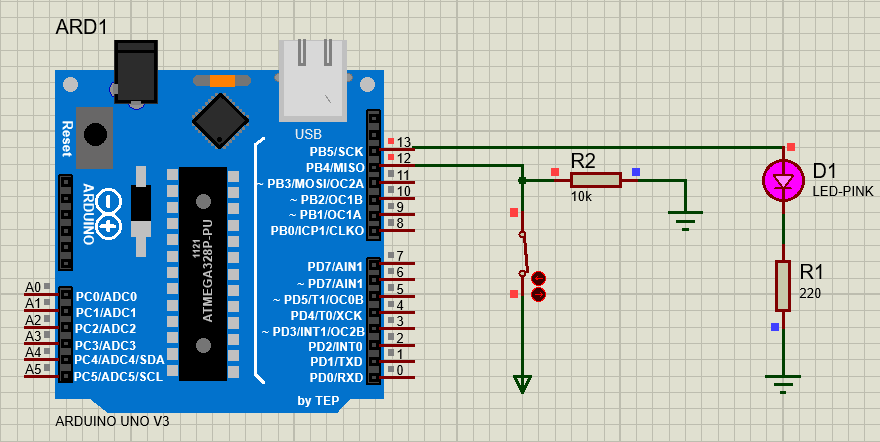 ARD1
Reset
ARDUINO
1121
ATMEGA328P-PU
USB
PB5/SCK 13
PB4/MISO 12
~ PB3/MOSI/OC2A 11
~ PB2/OC1B 10
~ PB1/OC1A 9
PB0/ICP1/CLKO 8
PD7/AIN1 7
~ PD7/AIN1 6
~ PD5/T1/OC0B 5
PD4/T0/XCK 4
~ PD3/INT1/OC2B 3
PD2/INT0 2
PD1/TXD 1
PD0/RXD 0
A0 PC0/ADC0
A1 PC1/ADC1
A2 PC2/ADC2
A3 PC3/ADC3
A4 PC4/ADC4/SDA
A5 PC5/ADC5/SCL
by TEP
ARDUINO UNO V3
R2
10k
D1
LED-PINK
R1
220